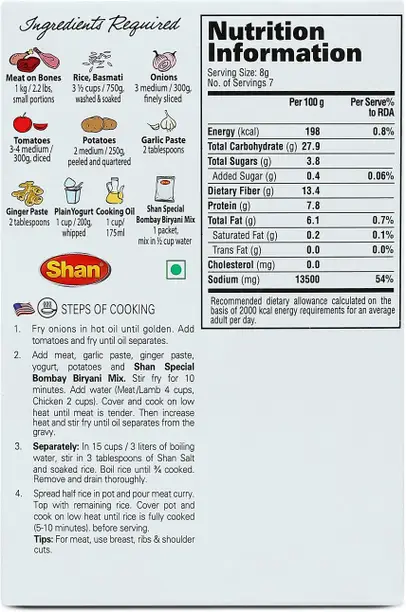 Ingredients Required
Meat on Bones
1 kg / 2.2 lbs,
small portions
Rice, Basmati
3 ½ cups / 750g,
washed & soaked
Onions
3 medium / 300g,
finely sliced
Tomatoes
3-4 medium /
300g, diced
Potatoes
2 medium / 250g,
peeled and quartered
Garlic Paste
2 tablespoons
Ginger Paste
2 tablespoons
Plain Yogurt
1 cup / 200g,
whipped
Cooking Oil
1 cup/
175ml
Shan Special
Bombay Biryani Mix
1 packet,
mix in ½ cup water
Shan
STEPS OF COOKING
1. Fry onions in hot oil until golden. Add
tomatoes and fry until oil separates.
2. Add meat, garlic paste, ginger paste,
yogurt, potatoes and Shan Special
Bombay Biryani Mix. Stir fry for 10
minutes. Add water (Meat/Lamb 4 cups,
Chicken 2 cups). Cover and cook on low
heat until meat is tender. Then increase
heat and stir fry until oil separates from the
gravy.
3. Separately: In 15 cups / 3 liters of boiling
water, stir in 3 tablespoons of Shan Salt
and soaked rice. Boil rice until ¾ cooked.
Remove and drain thoroughly.
4. Spread half rice in pot and pour meat curry.
Top with remaining rice. Cover pot and
cook on low heat until rice is fully cooked
(5-10 minutes). before serving.
Tips: For meat, use breast, ribs & shoulder
cuts.
Nutrition
Information
Serving Size: 8g
No. of Servings 7
Per 100 g Per Serve%
to RDA
Energy (kcal) 198 0.8%
Total Carbohydrate (g) 27.9
Total Sugars (g) 3.8
Added Sugar (g) 0.4 0.06%
Dietary Fiber (g) 13.4
Protein (g) 7.8
Total Fat (g) 6.1 0.7%
Saturated Fat (g) 0.2 0.1%
Trans Fat (g) 0.0 0.0%
Cholesterol (mg) 0.0
Sodium (mg) 13500 54%
Recommended dietary allowance calculated on the
basis of 2000 kcal energy requirements for an average
adult per day.